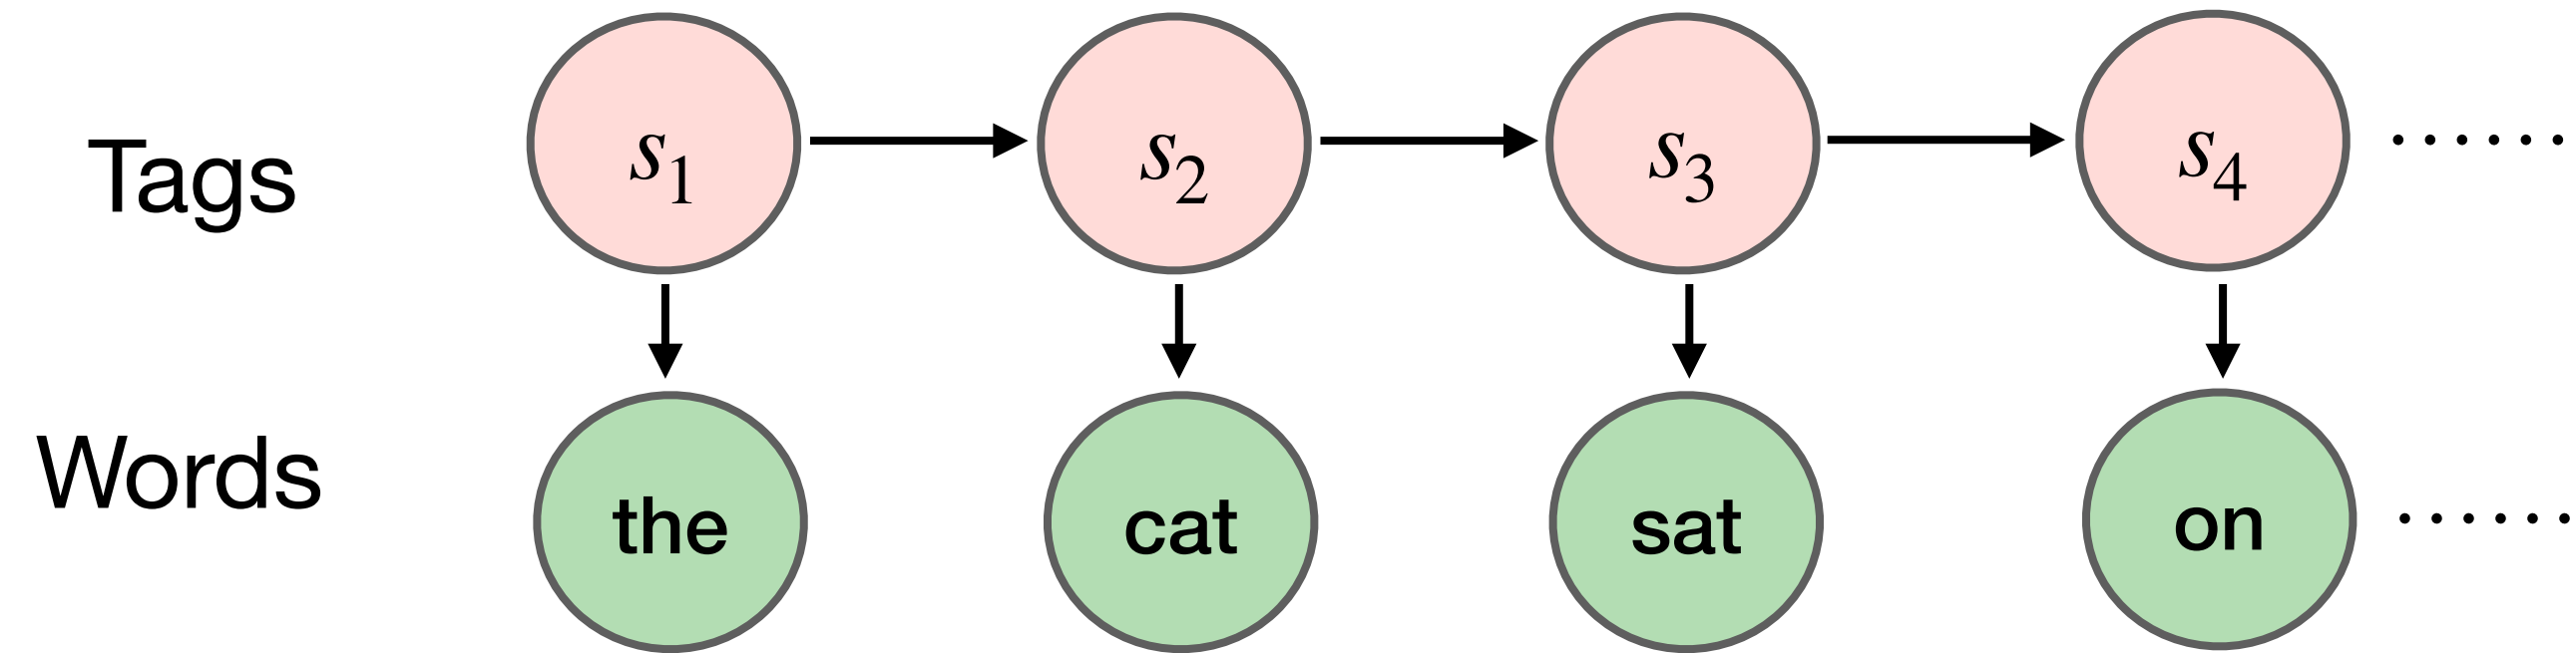 Tags s₁ s₂ s₃ s₄ ......
Words the cat sat on ......